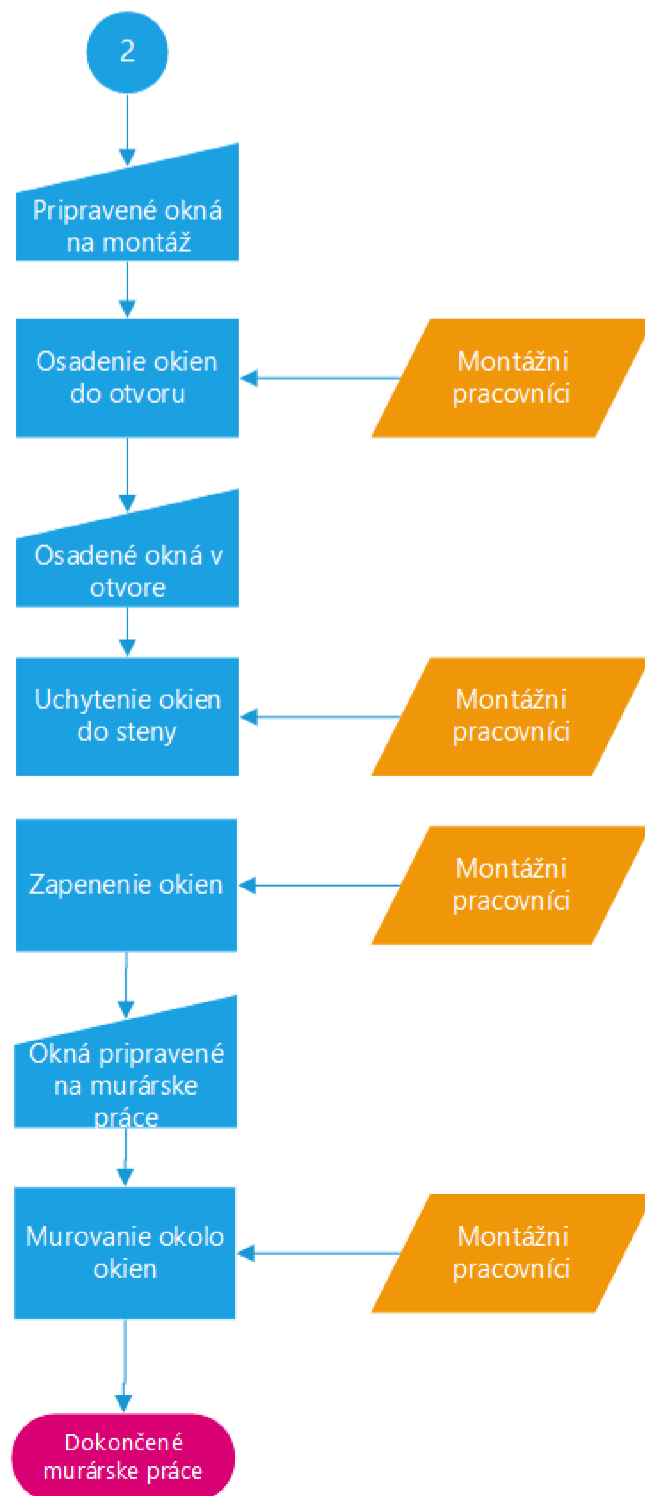 2
Pripravené okná
na montáž
Osadenie okien
do otvoru
Montážni
pracovníci
Osadené okná v
otvore
Uchytenie okien
do steny
Montážni
pracovníci
Zapenenie okien
Montážni
pracovníci
Okná pripravené
na murárske
práce
Murovanie okolo
okien
Montážni
pracovníci
Dokončené
murárske práce